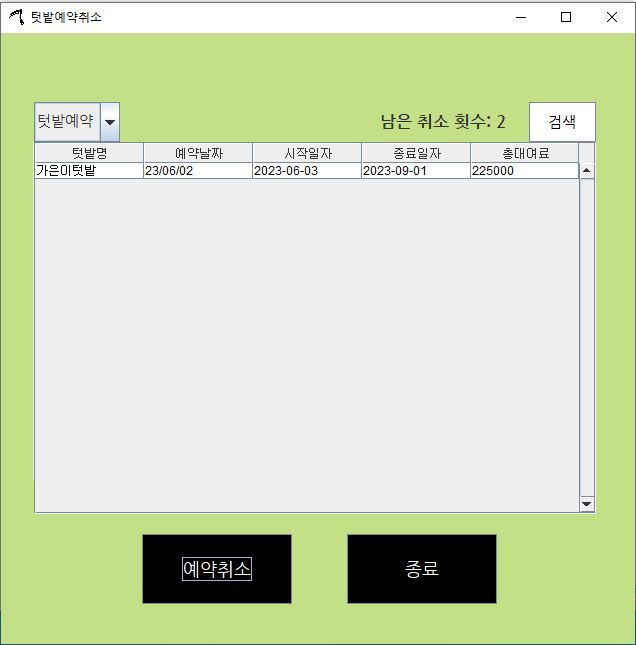 텃밭예약취소
텃밭예약 남은 취소 횟수: 2 검색
텃밭명 예약날짜 시작일자 종료일자 총대여료
가은이텃밭 23/06/02 2023-06-03 2023-09-01 225000
예약취소 종료